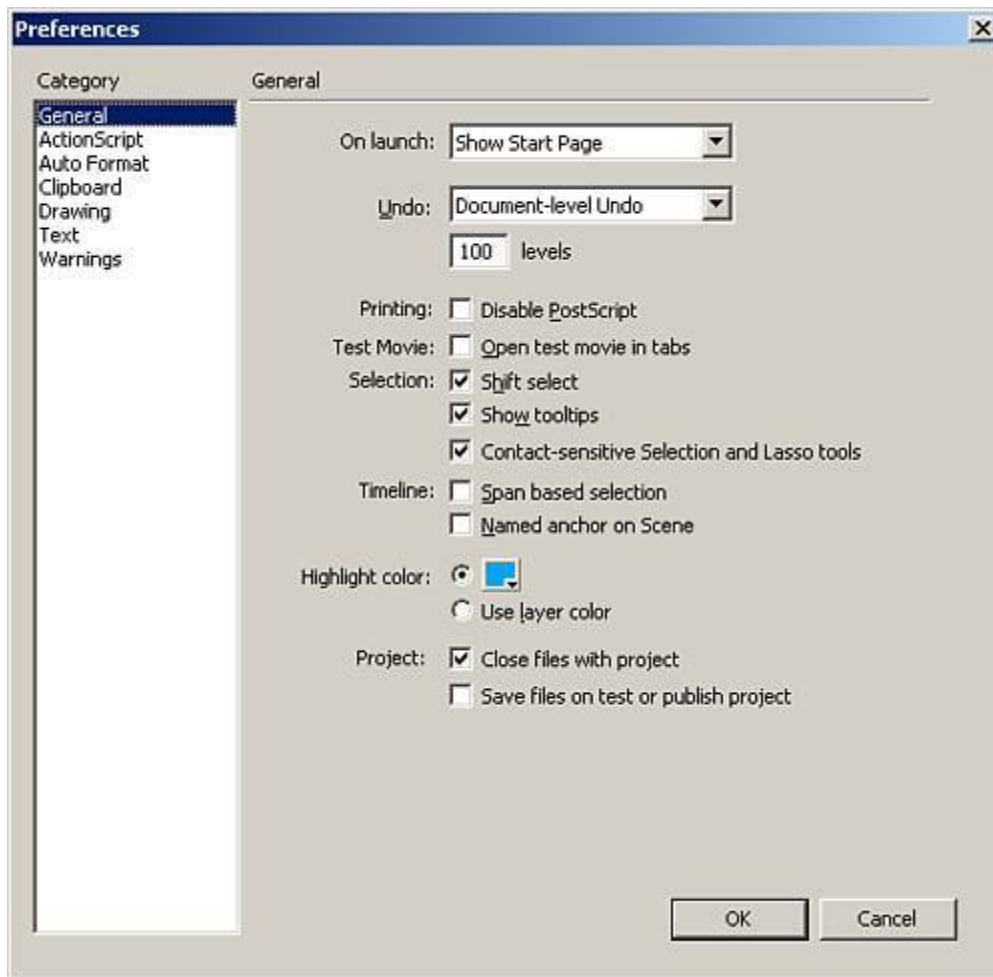 Preferences
Category
General
ActionScript
Auto Format
Clipboard
Drawing
Text
Warnings
General
On launch: Show Start Page
Undo: Document-level Undo
100 levels
Printing: Disable PostScript
Test Movie: Open test movie in tabs
Selection: Shift select
Show tooltips
Contact-sensitive Selection and Lasso tools
Timeline: Span based selection
Named anchor on Scene
Highlight color:
Use layer color
Project: Close files with project
Save files on test or publish project
OK Cancel